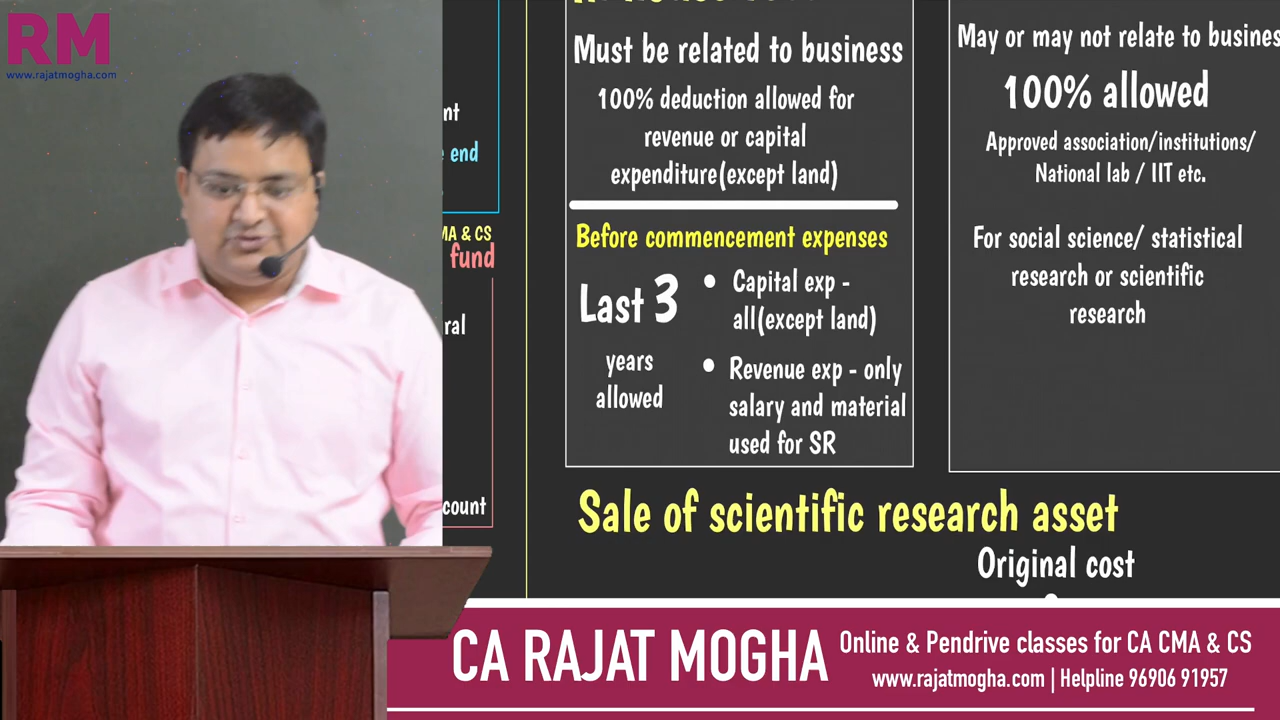 RM
www.rajatmogha.com
nt
end
MA & CS
fund
ral
count
Must be related to business
100% deduction allowed for
revenue or capital
expenditure(except land)
Before commencement expenses
Last 3
years
allowed
• Capital exp -
all(except land)
• Revenue exp - only
salary and material
used for SR
May or may not relate to busines
100% allowed
Approved association/institutions/
National lab / IIT etc.
For social science/ statistical
research or scientific
research
Sale of scientific research asset
Original cost
CA RAJAT MOGHA
Online & Pendrive classes for CA CMA & CS
www.rajatmogha.com | Helpline 96906 91957